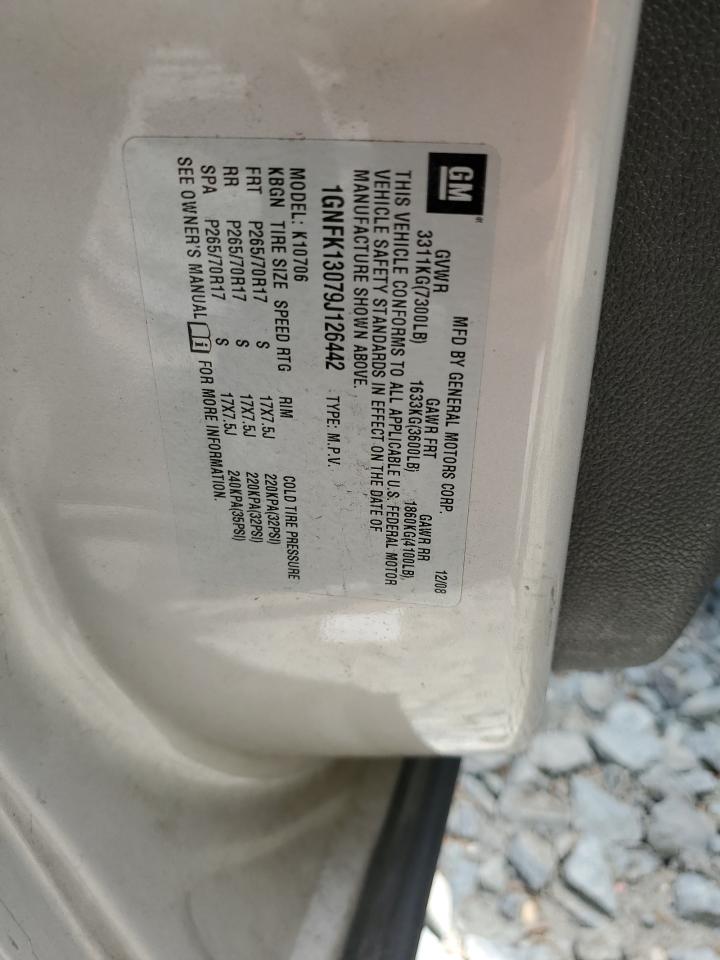 GM
MFD BY GENERAL MOTORS CORP. 12/08
GVWR GAWR FRT GAWR RR
3311KG(7300LB) 1633KG(3600LB) 1860KG(4100LB)
THIS VEHICLE CONFORMS TO ALL APPLICABLE U.S. FEDERAL MOTOR
VEHICLE SAFETY STANDARDS IN EFFECT ON THE DATE OF
MANUFACTURE SHOWN ABOVE.
1GNFK13079J126442 TYPE: M.P.V.
MODEL: K10706
KBGN TIRE SIZE SPEED RTG RIM COLD TIRE PRESSURE
FRT P265/70R17 S 17X7.5J 220KPA(32PSI)
RR P265/70R17 S 17X7.5J 220KPA(32PSI)
SPA P265/70R17 S 17X7.5J 240KPA(35PSI)
SEE OWNER'S MANUAL i FOR MORE INFORMATION.